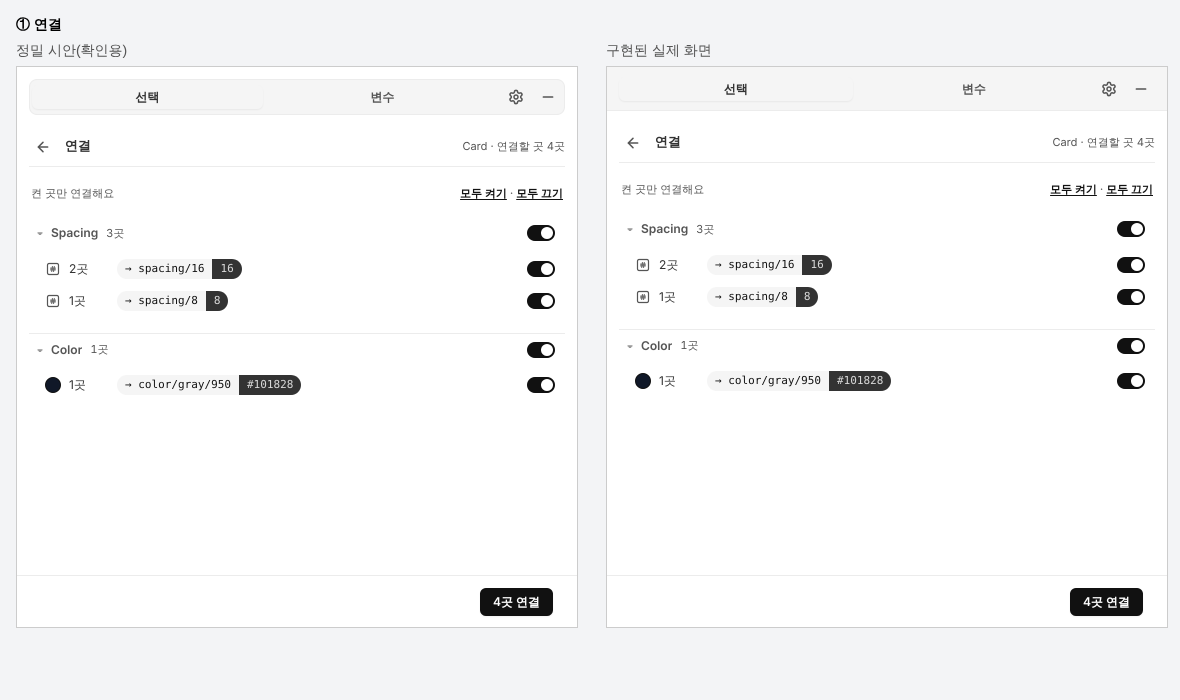 ① 연결
정밀 시안(확인용)
선택 변수
연결 Card · 연결할 곳 4곳
켠 곳만 연결해요 모두 켜기 · 모두 끄기
Spacing 3곳
# 2곳 → spacing/16 16
# 1곳 → spacing/8 8
Color 1곳
1곳 → color/gray/950 #101828
4곳 연결
구현된 실제 화면
선택 변수
연결 Card · 연결할 곳 4곳
켠 곳만 연결해요 모두 켜기 · 모두 끄기
Spacing 3곳
# 2곳 → spacing/16 16
# 1곳 → spacing/8 8
Color 1곳
1곳 → color/gray/950 #101828
4곳 연결